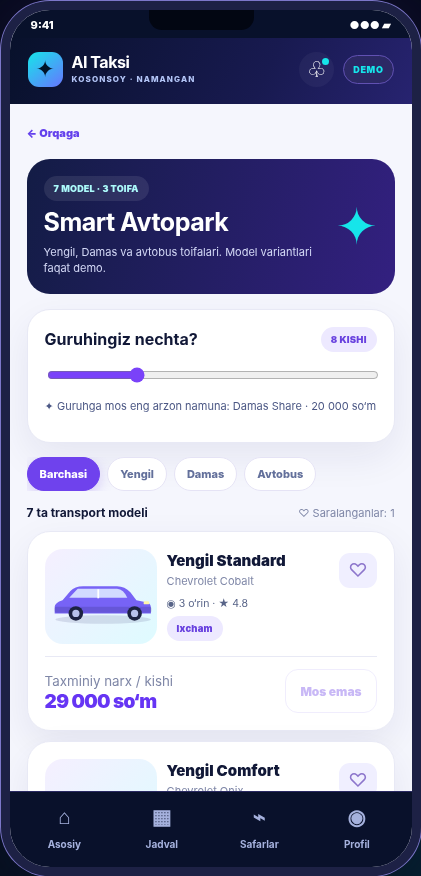 9:41
AI Taksi
KOSONSOY · NAMANGAN
DEMO
← Orqaga
7 MODEL · 3 TOIFA
Smart Avtopark
Yengil, Damas va avtobus toifalari. Model variantlari
faqat demo.
Guruhingiz nechta?
8 KISHI
✦ Guruhga mos eng arzon namuna: Damas Share · 20 000 so‘m
Barchasi
Yengil
Damas
Avtobus
7 ta transport modeli
♡ Saralanganlar: 1
Yengil Standard
Chevrolet Cobalt
◉ 3 o‘rin · ★ 4.8
Ixcham
Taxminiy narx / kishi
29 000 so‘m
Mos emas
Yengil Comfort
Chevrolet Onix
Asosiy
Jadval
Safarlar
Profil